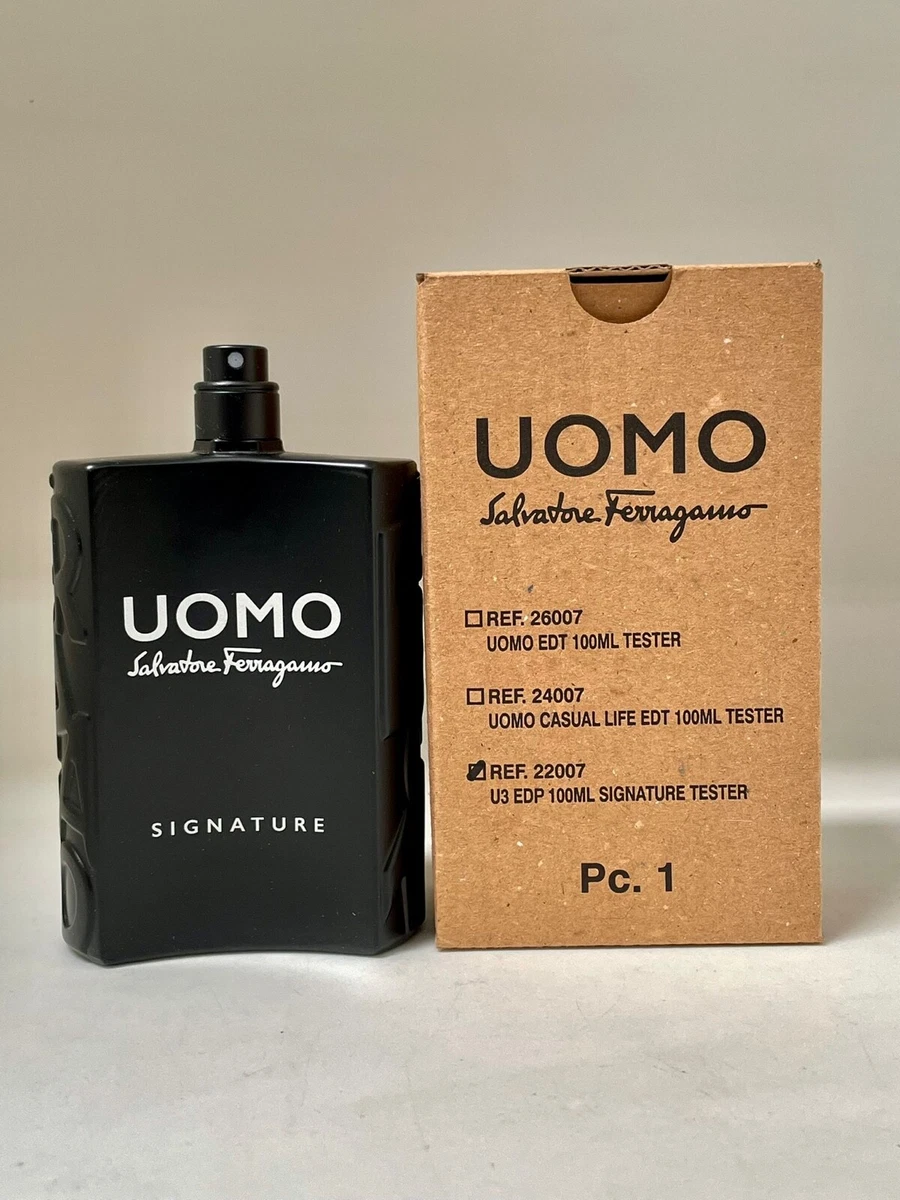 UOMO
Salvatore Ferragamo
SIGNATURE
UOMO
Salvatore Ferragamo
REF. 26007
UOMO EDT 100ML TESTER
REF. 24007
UOMO CASUAL LIFE EDT 100ML TESTER
REF. 22007
U3 EDP 100ML SIGNATURE TESTER
Pc. 1